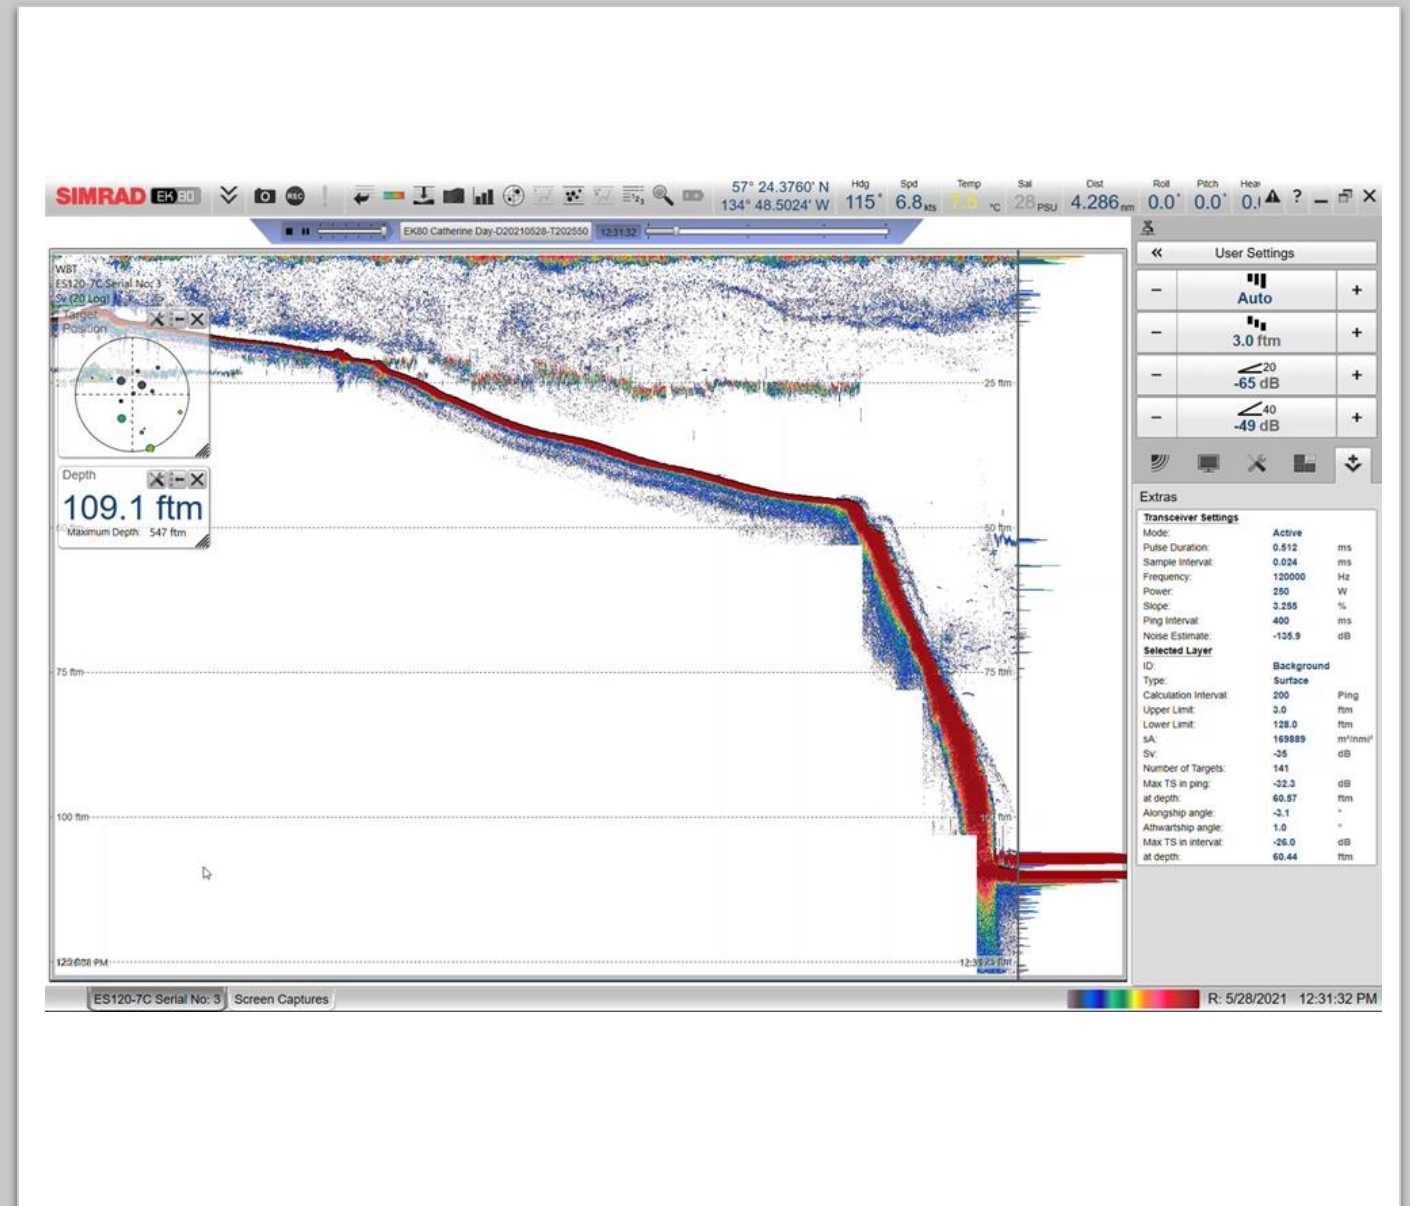 SIMRAD EK80
REC
57° 24.3760' N
134° 48.5024' W
Hdg
115°
Spd
6.8 kts
Temp
7.5 °C
Sal
28 PSU
Dist
4.286 nm
Roll
0.0°
Pitch
0.0°
Hea
0.(
?
EK80 Catherine Day-D20210528-T202550
12:31:32
WBT
ES120-7C Serial No: 3
Sv (20 Log)
Target
Position
Depth
109.1 ftm
Maximum Depth: 547 ftm
25 ftm
50 ftm
75 ftm
75 ftm
100 ftm
12:31
User Settings
Auto
3.0 ftm
20
-65 dB
40
-49 dB
Extras
Transceiver Settings
Mode: Active
Pulse Duration: 0.512 ms
Sample Interval: 0.024 ms
Frequency: 120000 Hz
Power: 250 W
Slope: 3.255 %
Ping Interval: 400 ms
Noise Estimate: -135.9 dB
Selected Layer
ID: Background
Type: Surface
Calculation Interval: 200 Ping
Upper Limit: 3.0 ftm
Lower Limit: 128.0 ftm
sA: 169889 m²/nmi²
Sv: -35 dB
Number of Targets: 141
Max TS in ping: -32.3 dB
at depth: 60.57 ftm
Alongship angle: -3.1 °
Athwartship angle: 1.0 °
Max TS in interval: -26.0 dB
at depth: 60.44 ftm
ES120-7C Serial No: 3
Screen Captures
R: 5/28/2021 12:31:32 PM